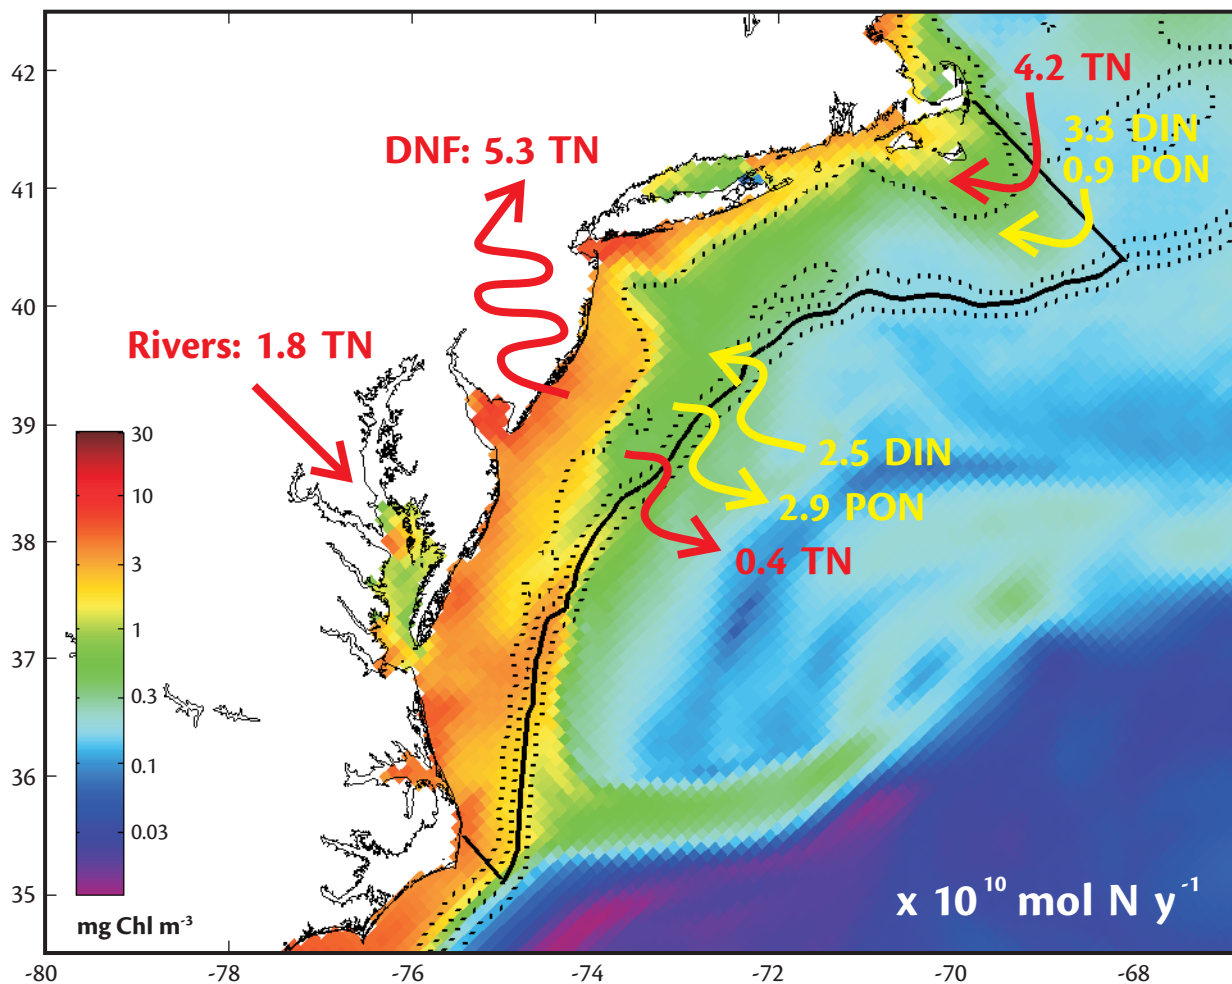 42
41
40
39
38
37
36
35
4.2 TN
3.3 DIN
0.9 PON
DNF: 5.3 TN
Rivers: 1.8 TN
2.5 DIN
2.9 PON
0.4 TN
30
10
3
1
0.3
0.1
0.03
mg Chl m⁻³
x 10¹⁰ mol N y⁻¹
-80
-78
-76
-74
-72
-70
-68